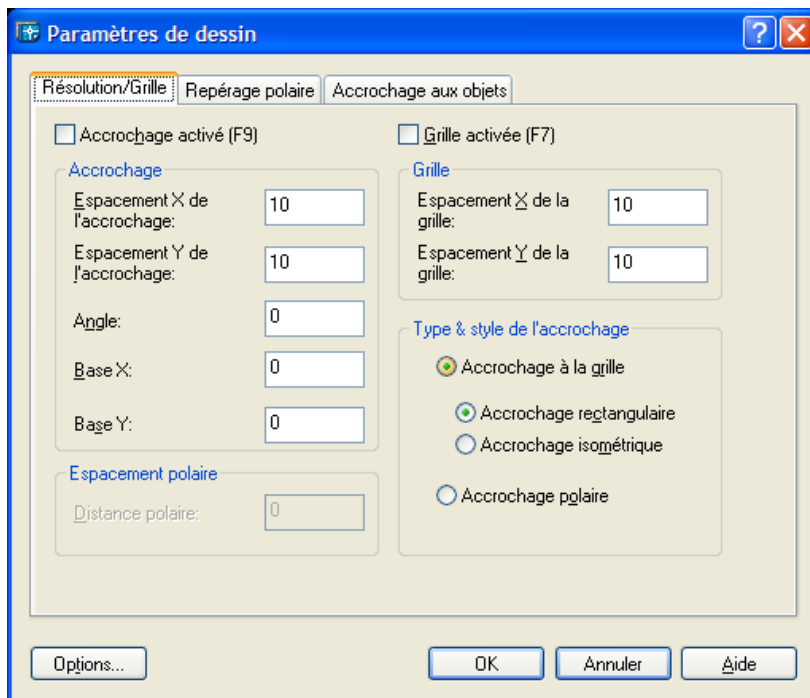 Paramètres de dessin
Résolution/Grille
Repérage polaire
Accrochage aux objets
Accrochage activé (F9)
Accrochage
Espacement X de
l'accrochage:
10
Espacement Y de
l'accrochage:
10
Angle:
0
Base X:
0
Base Y:
0
Espacement polaire
Distance polaire:
0
Grille activée (F7)
Grille
Espacement X de la
grille:
10
Espacement Y de la
grille:
10
Type & style de l'accrochage
Accrochage à la grille
Accrochage rectangulaire
Accrochage isométrique
Accrochage polaire
Options...
OK
Annuler
Aide